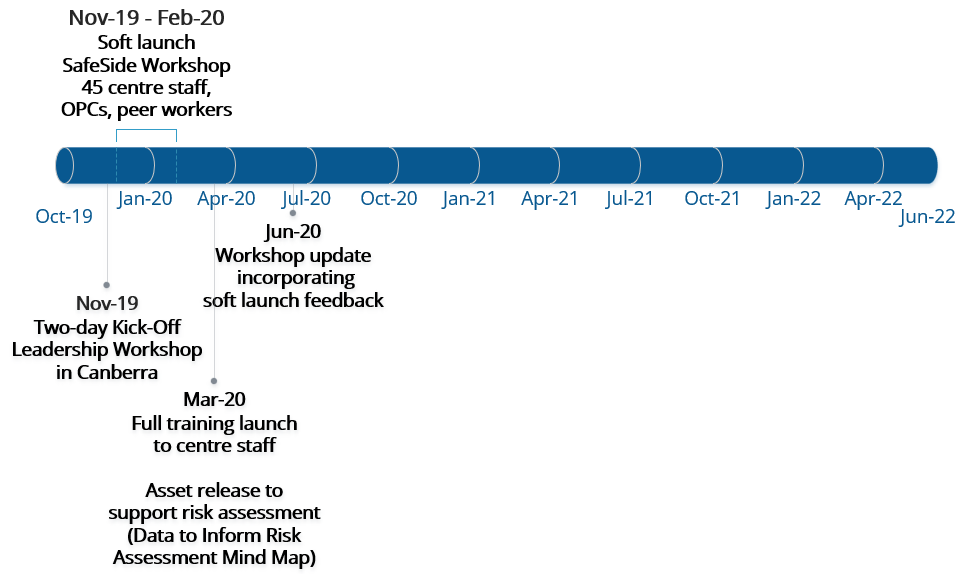 Nov-19 - Feb-20
Soft launch
SafeSide Workshop
45 centre staff,
OPCs, peer workers
Oct-19
Jan-20
Apr-20
Jul-20
Oct-20
Jan-21
Apr-21
Jul-21
Oct-21
Jan-22
Apr-22
Jun-22
Nov-19
Two-day Kick-Off
Leadership Workshop
in Canberra
Mar-20
Full training launch
to centre staff
Asset release to
support risk assessment
(Data to Inform Risk
Assessment Mind Map)
Jun-20
Workshop update
incorporating
soft launch feedback